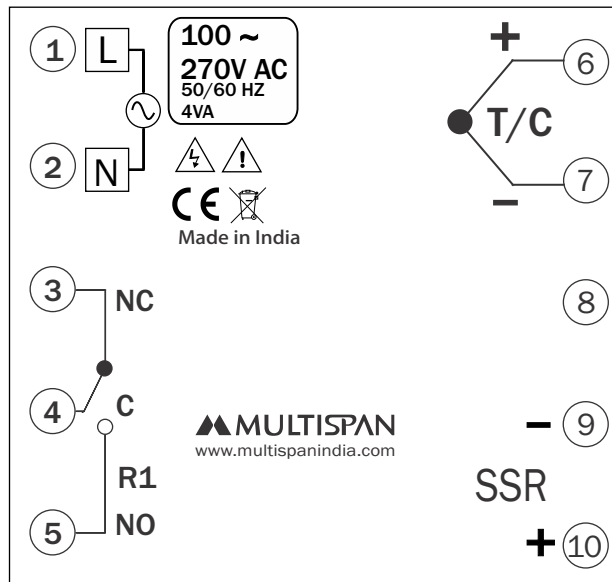 1 L
2 N
100 ~
270V AC
50/60 HZ
4VA
CE
Made in India
+ 6
T/C
- 7
3 NC
4 C
R1
5 NO
8
MULTISPAN
www.multispanindia.com
- 9
SSR
+ 10